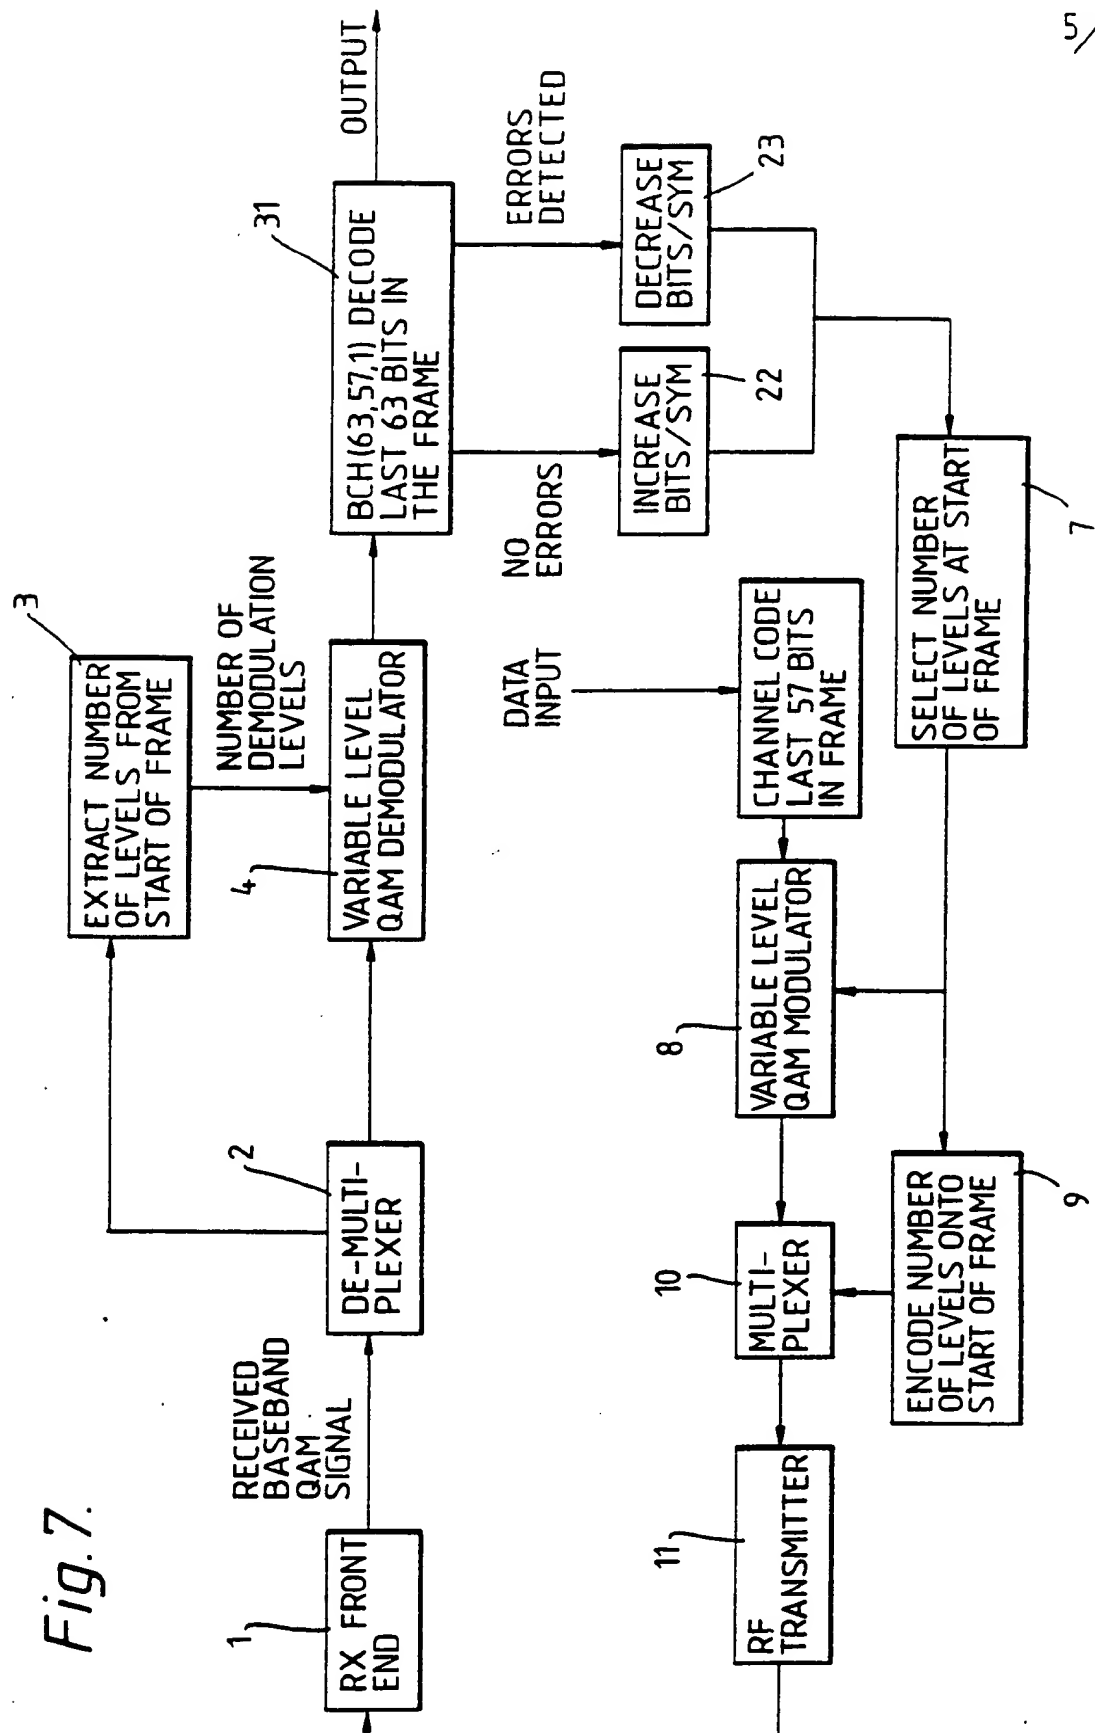 5/
Fig.7.
1
RX FRONT
END
RECEIVED
BASEBAND
QAM
SIGNAL
2
DE-MULTI-
PLEXER
3
EXTRACT NUMBER
OF LEVELS FROM
START OF FRAME
NUMBER OF
DEMODULATION
LEVELS
4
VARIABLE LEVEL
QAM DEMODULATOR
31
BCH(63,57,1) DECODE
LAST 63 BITS IN
THE FRAME
OUTPUT
NO
ERRORS
ERRORS
DETECTED
INCREASE
BITS/SYM
22
DECREASE
BITS/SYM
23
DATA
INPUT
CHANNEL CODE
LAST 57 BITS
IN FRAME
SELECT NUMBER
OF LEVELS AT START
OF FRAME
7
8
VARIABLE LEVEL
QAM MODULATOR
ENCODE NUMBER
OF LEVELS ONTO
START OF FRAME
9
10
MULTI-
PLEXER
11
RF
TRANSMITTER